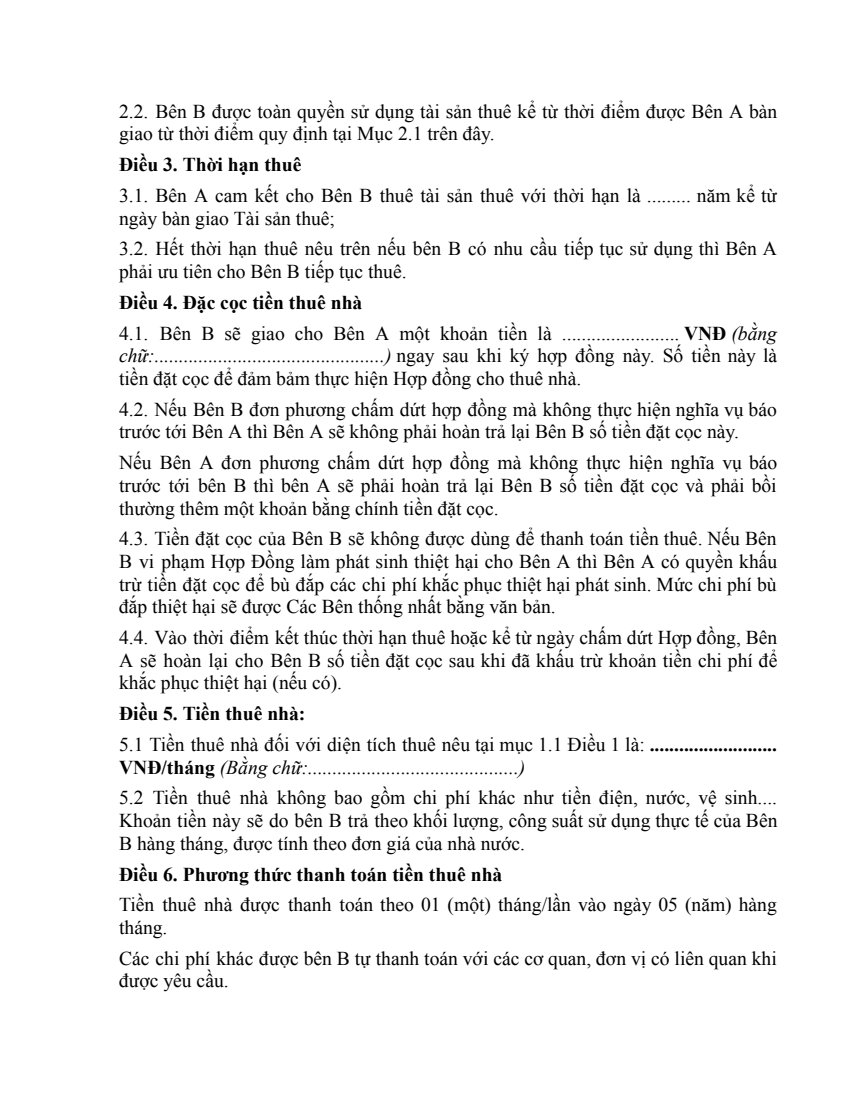 2.2. Bên B được toàn quyền sử dụng tài sản thuê kể từ thời điểm được Bên A bàn
giao từ thời điểm quy định tại Mục 2.1 trên đây.
Điều 3. Thời hạn thuê
3.1. Bên A cam kết cho Bên B thuê tài sản thuê với thời hạn là ......... năm kể từ
ngày bàn giao Tài sản thuê;
3.2. Hết thời hạn thuê nêu trên nếu bên B có nhu cầu tiếp tục sử dụng thì Bên A
phải ưu tiên cho Bên B tiếp tục thuê.
Điều 4. Đặc cọc tiền thuê nhà
4.1. Bên B sẽ giao cho Bên A một khoản tiền là ........................ VNĐ (bằng
chữ:...............................................) ngay sau khi ký hợp đồng này. Số tiền này là
tiền đặt cọc để đảm bảm thực hiện Hợp đồng cho thuê nhà.
4.2. Nếu Bên B đơn phương chấm dứt hợp đồng mà không thực hiện nghĩa vụ báo
trước tới Bên A thì Bên A sẽ không phải hoàn trả lại Bên B số tiền đặt cọc này.
Nếu Bên A đơn phương chấm dứt hợp đồng mà không thực hiện nghĩa vụ báo
trước tới bên B thì bên A sẽ phải hoàn trả lại Bên B số tiền đặt cọc và phải bồi
thường thêm một khoản bằng chính tiền đặt cọc.
4.3. Tiền đặt cọc của Bên B sẽ không được dùng để thanh toán tiền thuê. Nếu Bên
B vi phạm Hợp Đồng làm phát sinh thiệt hại cho Bên A thì Bên A có quyền khấu
trừ tiền đặt cọc để bù đắp các chi phí khắc phục thiệt hại phát sinh. Mức chi phí bù
đắp thiệt hại sẽ được Các Bên thống nhất bằng văn bản.
4.4. Vào thời điểm kết thúc thời hạn thuê hoặc kể từ ngày chấm dứt Hợp đồng, Bên
A sẽ hoàn lại cho Bên B số tiền đặt cọc sau khi đã khấu trừ khoản tiền chi phí để
khắc phục thiệt hại (nếu có).
Điều 5. Tiền thuê nhà:
5.1 Tiền thuê nhà đối với diện tích thuê nêu tại mục 1.1 Điều 1 là: ..........................
VNĐ/tháng (Bằng chữ:...........................................)
5.2 Tiền thuê nhà không bao gồm chi phí khác như tiền điện, nước, vệ sinh....
Khoản tiền này sẽ do bên B trả theo khối lượng, công suất sử dụng thực tế của Bên
B hàng tháng, được tính theo đơn giá của nhà nước.
Điều 6. Phương thức thanh toán tiền thuê nhà
Tiền thuê nhà được thanh toán theo 01 (một) tháng/lần vào ngày 05 (năm) hàng
tháng.
Các chi phí khác được bên B tự thanh toán với các cơ quan, đơn vị có liên quan khi
được yêu cầu.